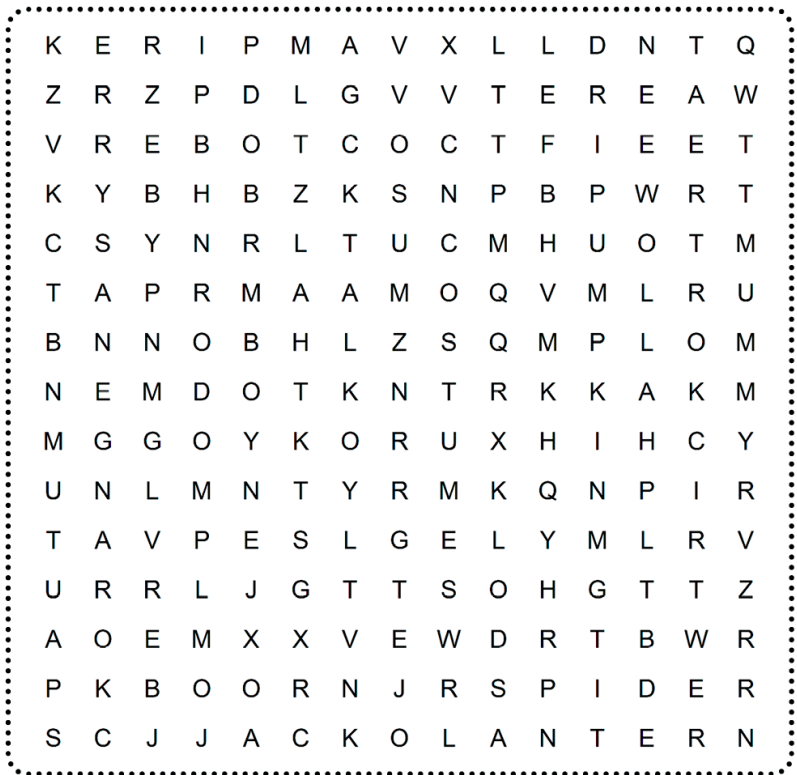 K E R I P M A V X L L D N T Q
Z R Z P D L G V V T E R E A W
V R E B O T C O C T F I E E T
K Y B H B Z K S N P B P W R T
C S Y N R L T U C M H U O T M
T A P R M A A M O Q V M L R U
B N N O B H L Z S Q M P L O M
N E M D O T K N T R K K A K M
M G G O Y K O R U X H I H C Y
U N L M N T Y R M K Q N P I R
T A V P E S L G E L Y M L R V
U R R L J G T T S O H G T T Z
A O E M X X V E W D R T B W R
P K B O O R N J R S P I D E R
S C J J A C K O L A N T E R N